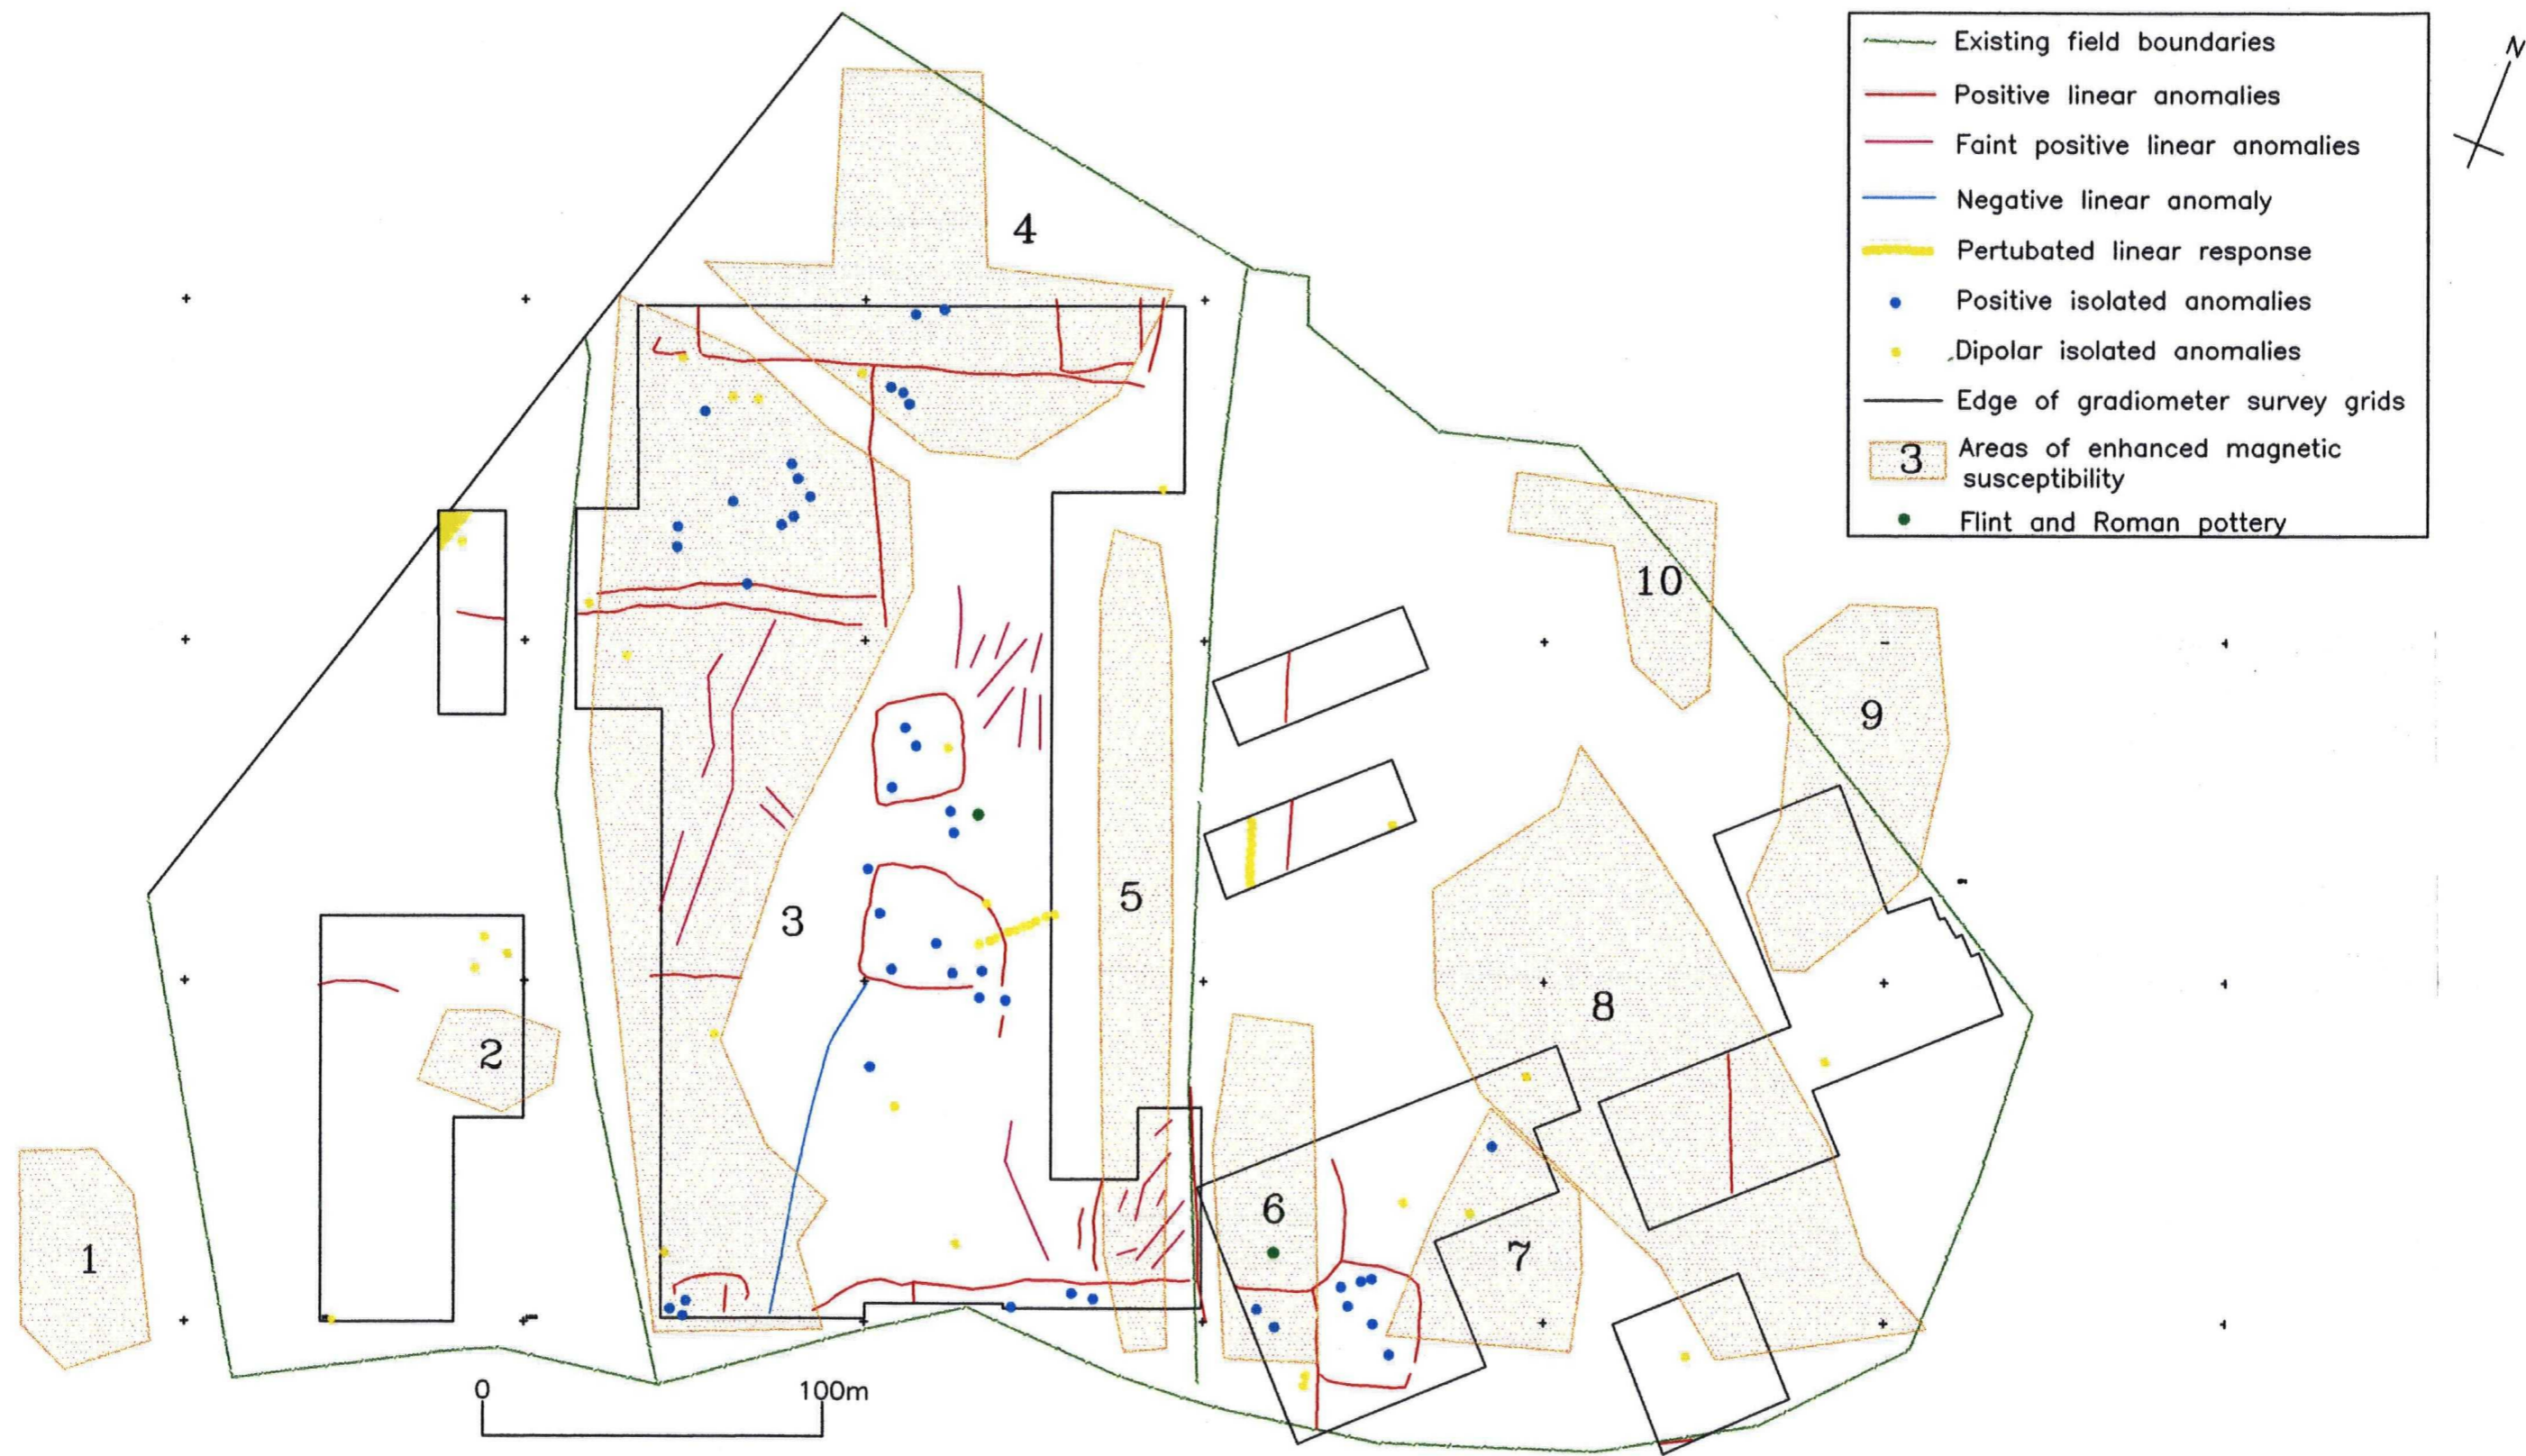 Existing field boundaries
Positive linear anomalies
Faint positive linear anomalies
Negative linear anomaly
Pertubated linear response
Positive isolated anomalies
Dipolar isolated anomalies
Edge of gradiometer survey grids
3 Areas of enhanced magnetic
susceptibility
Flint and Roman pottery
N
4
10
9
3
5
8
2
6
7
1
0 100m